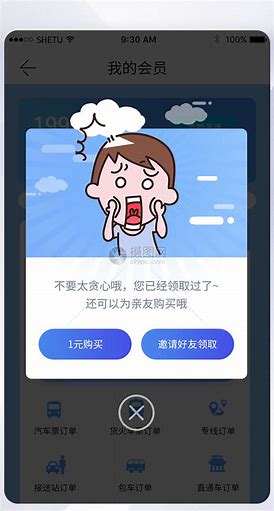 SHETU
9:30 AM
100%
我的会员
199
摄图网
不要太贪心哦，您已经领取过了~
还可以为亲友购买哦
1元购买
邀请好友领取
汽车票订单
货火车票订单
专线订单
接送站订单
包车订单
直通车订单